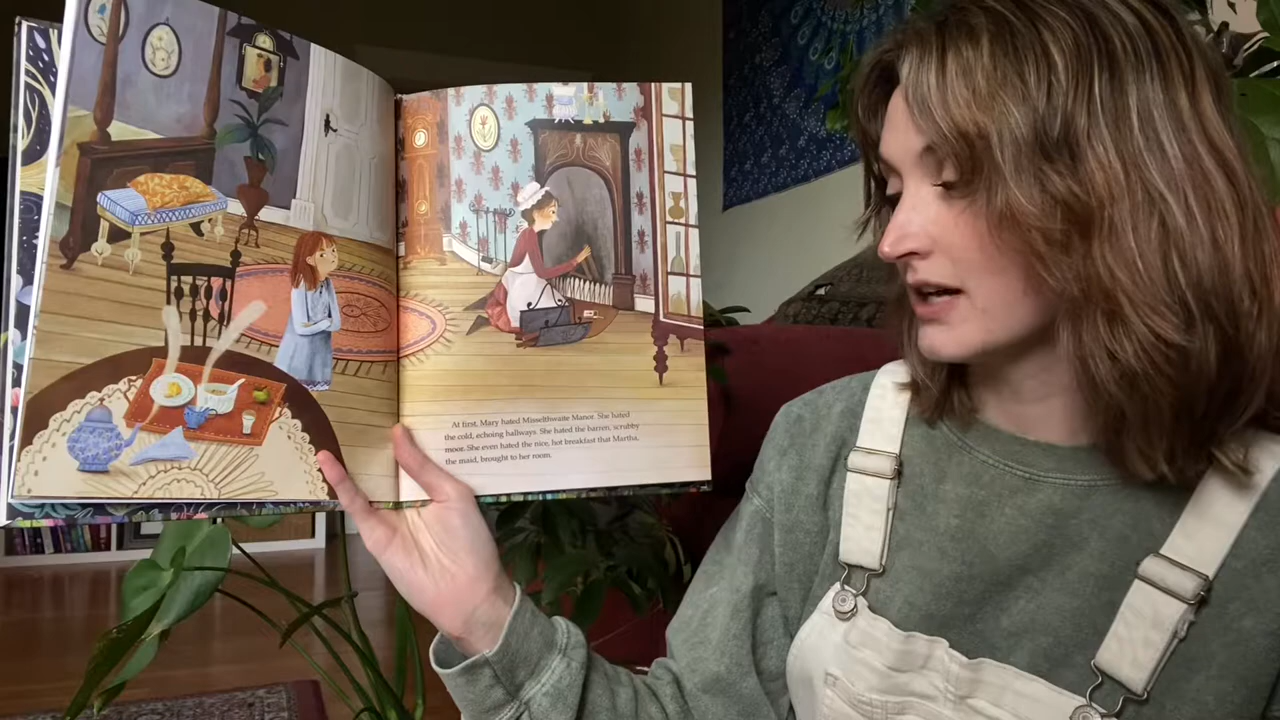 At first, Mary hated Misselthwaite Manor. She hated
the cold, echoing hallways. She hated the barren, scrubby
moor. She even hated the nice, hot breakfast that Martha,
the maid, brought to her room.